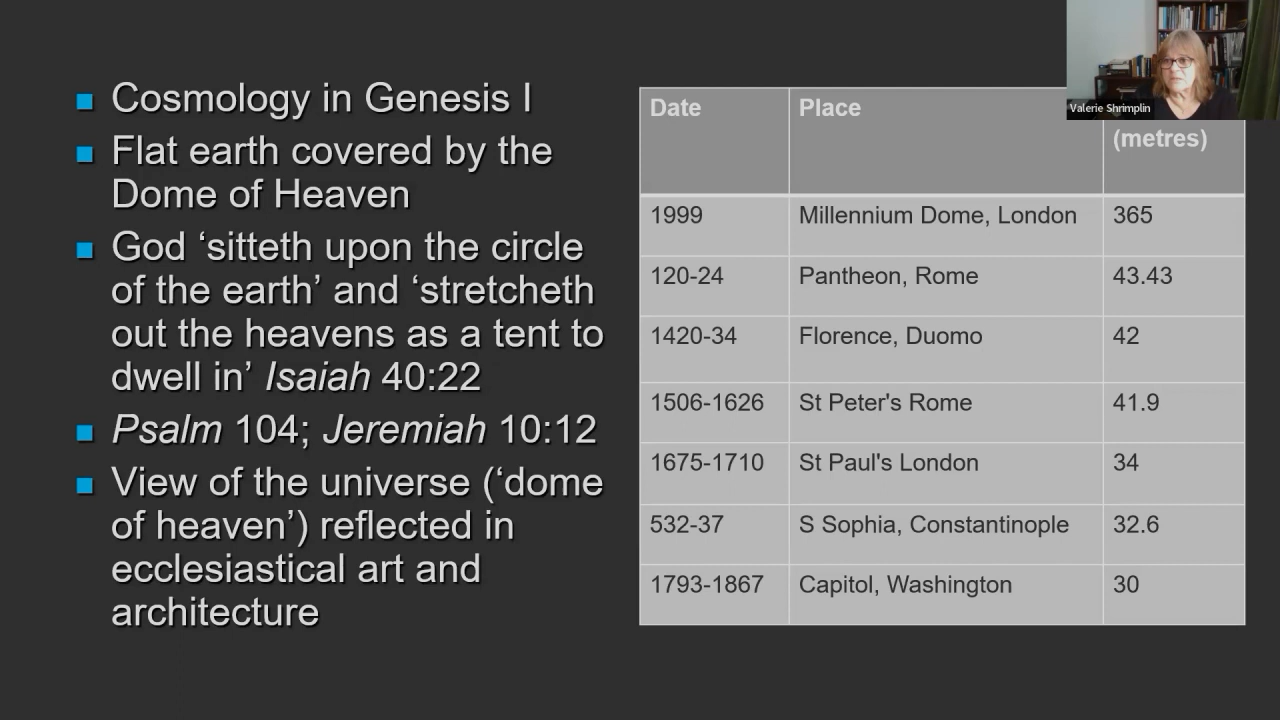 Cosmology in Genesis I
Flat earth covered by the
Dome of Heaven
God ‘sitteth upon the circle
of the earth’ and ‘stretcheth
out the heavens as a tent to
dwell in’ Isaiah 40:22
Psalm 104; Jeremiah 10:12
View of the universe (‘dome
of heaven’) reflected in
ecclesiastical art and
architecture
Valerie Shrimplin
Date Place (metres)
1999 Millennium Dome, London 365
120-24 Pantheon, Rome 43.43
1420-34 Florence, Duomo 42
1506-1626 St Peter's Rome 41.9
1675-1710 St Paul's London 34
532-37 S Sophia, Constantinople 32.6
1793-1867 Capitol, Washington 30